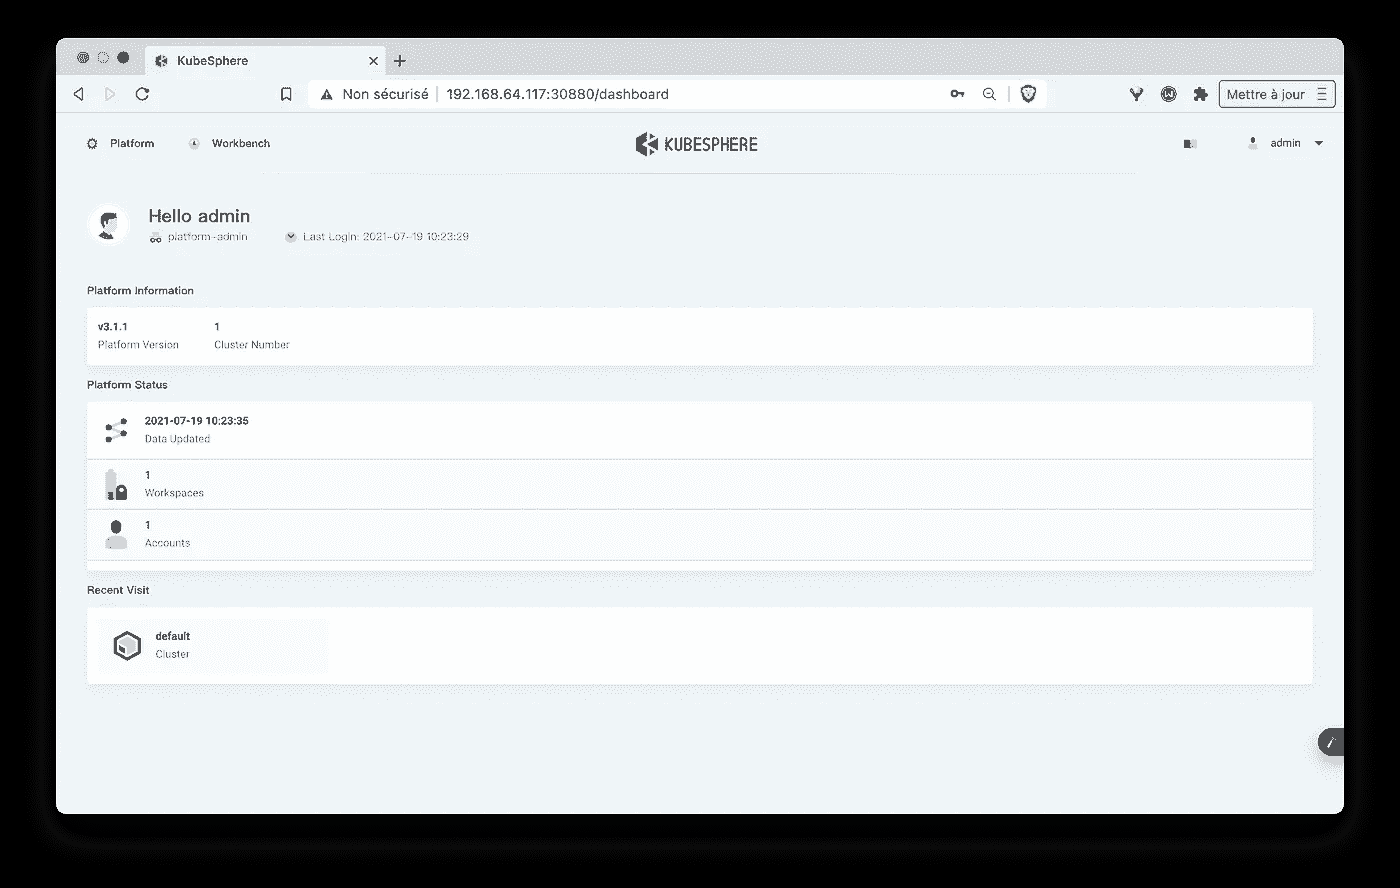 KubeSphere
Non sécurisé
192.168.64.117:30880/dashboard
Mettre à jour
Platform
Workbench
KUBESPHERE
admin
Hello admin
platform-admin
Last Login: 2021-07-19 10:23:29
Platform Information
v3.1.1
Platform Version
1
Cluster Number
Platform Status
2021-07-19 10:23:35
Data Updated
1
Workspaces
1
Accounts
Recent Visit
default
Cluster